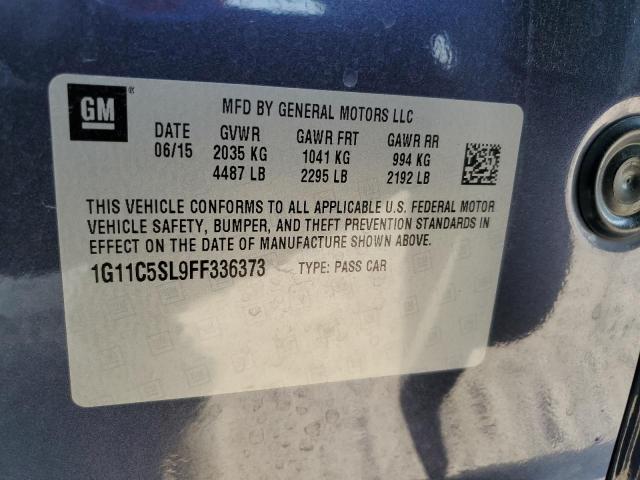 GM ®
MFD BY GENERAL MOTORS LLC
DATE GVWR GAWR FRT GAWR RR
06/15 2035 KG 1041 KG 994 KG
4487 LB 2295 LB 2192 LB
THIS VEHICLE CONFORMS TO ALL APPLICABLE U.S. FEDERAL MOTOR
VEHICLE SAFETY, BUMPER, AND THEFT PREVENTION STANDARDS IN
EFFECT ON THE DATE OF MANUFACTURE SHOWN ABOVE.
1G11C5SL9FF336373 TYPE: PASS CAR